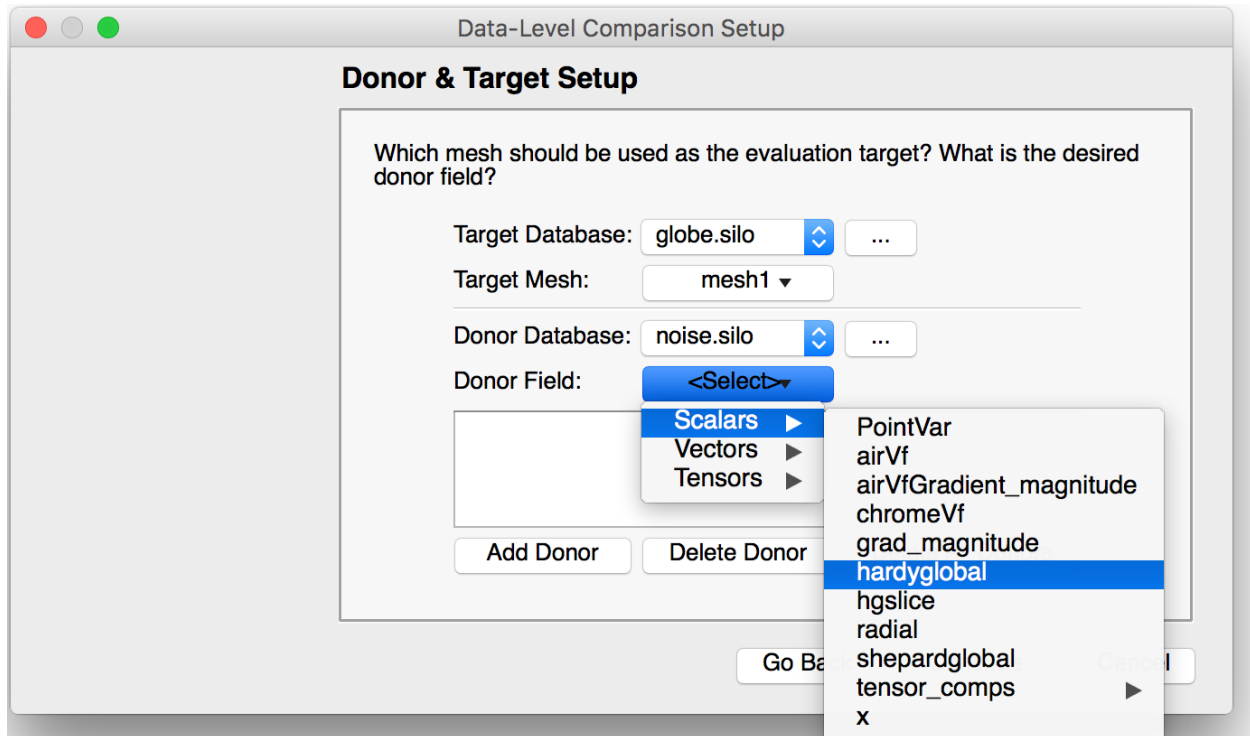 Data-Level Comparison Setup
Donor & Target Setup
Which mesh should be used as the evaluation target? What is the desired
donor field?
Target Database: globe.silo ...
Target Mesh: mesh1
Donor Database: noise.silo ...
Donor Field: <Select>
Scalars
Vectors
Tensors
PointVar
airVf
airVfGradient_magnitude
chromeVf
grad_magnitude
hardyglobal
hgslice
radial
shepardglobal
tensor_comps
x
Add Donor Delete Donor
Go Back Cancel